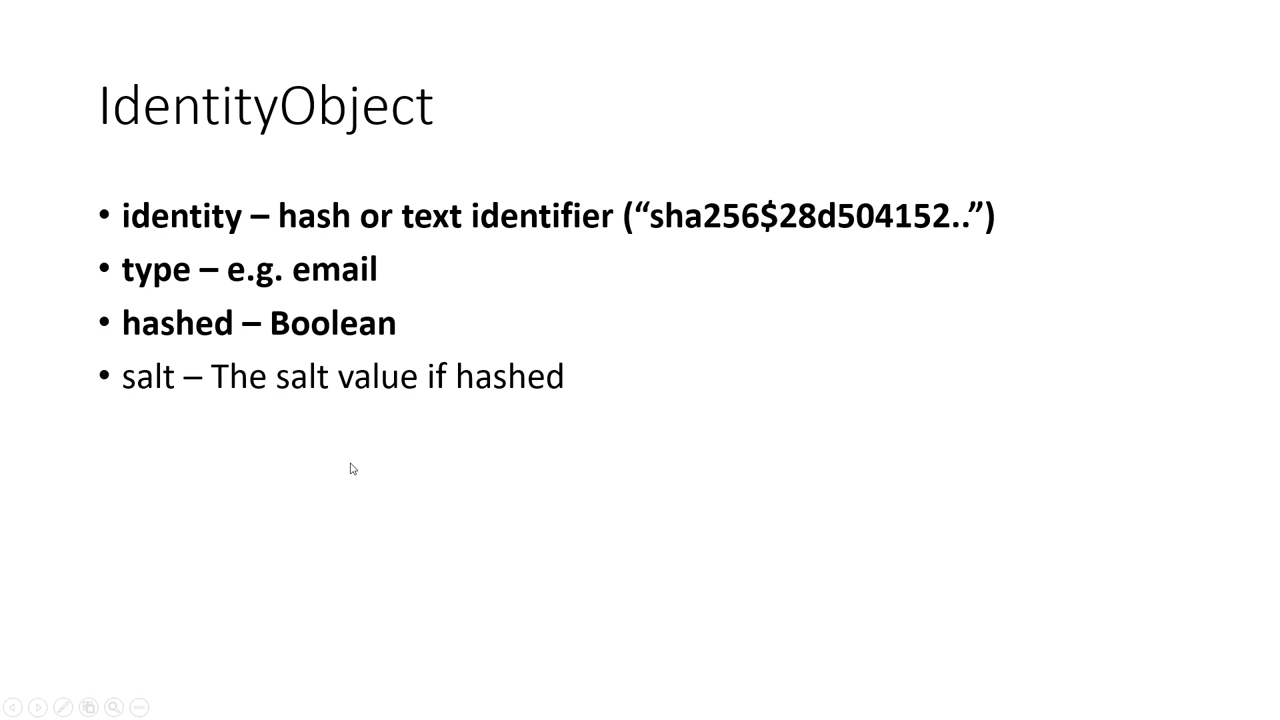 IdentityObject
• identity – hash or text identifier (“sha256$28d504152..”)
• type – e.g. email
• hashed – Boolean
• salt – The salt value if hashed